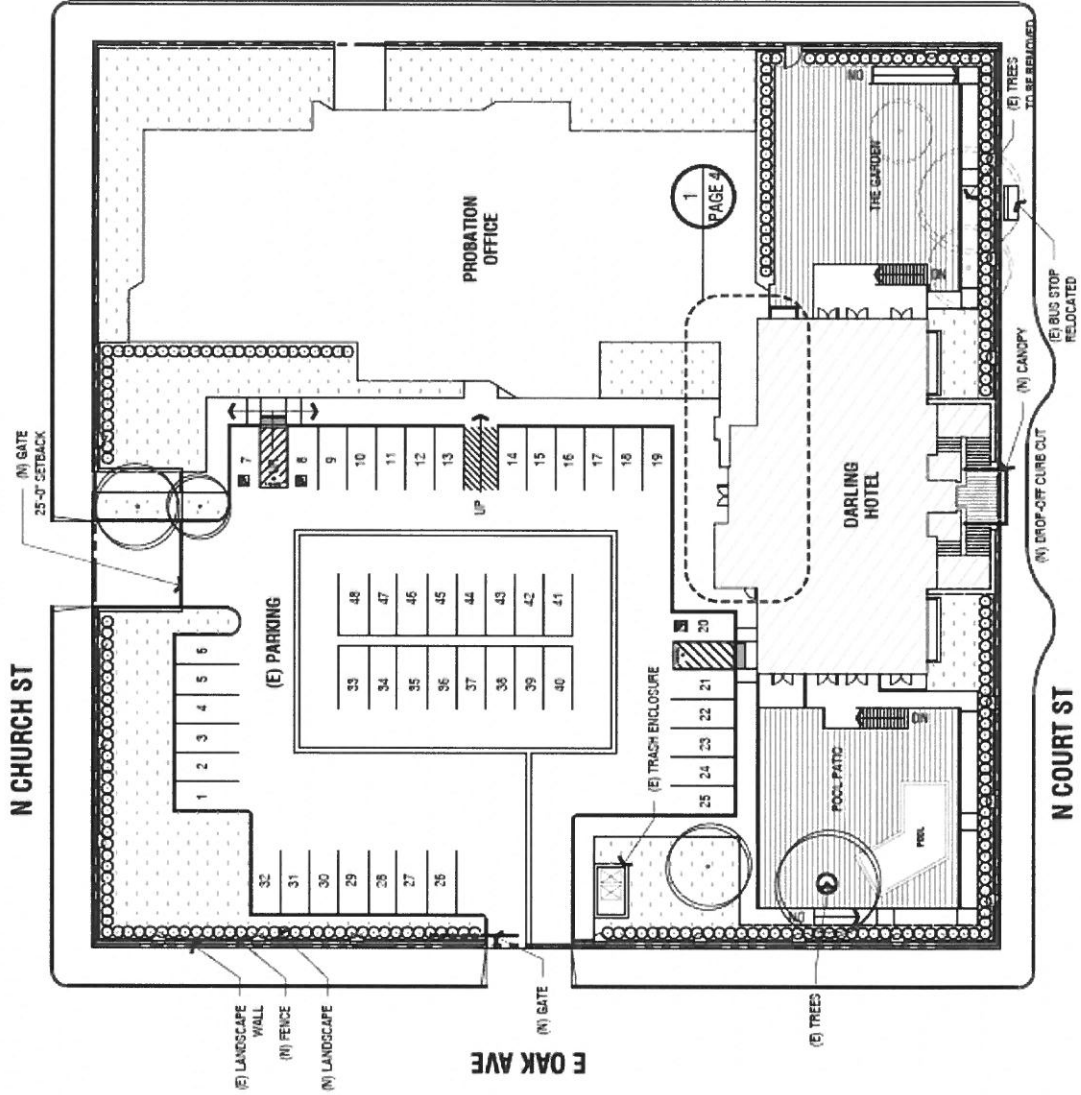 N CHURCH ST
(N) GATE
25'-0" SETBACK
PROBATION
OFFICE
1
PAGE 4
THE GARDEN
DN
DN
(E) TREES
TO BE REMOVED
(E) BUS STOP
RELOCATED
(N) CANOPY
(N) DROP-OFF CURB CUT
N COURT ST
DARLING
HOTEL
(E) PARKING
UP
1
2
3
4
5
6
7
8
9
10
11
12
13
14
15
16
17
18
19
20
21
22
23
24
25
26
27
28
29
30
31
32
33
34
35
36
37
38
39
40
41
42
43
44
45
46
47
48
(E) TRASH ENCLOSURE
POOL PATIO
POOL
DN
DN
(E) TREES
(N) GATE
E OAK AVE
(E) LANDSCAPE
WALL
(N) FENCE
(N) LANDSCAPE